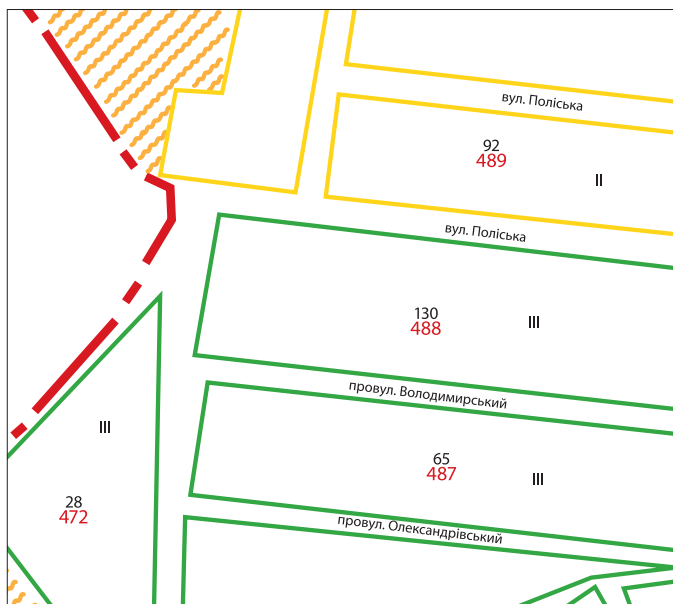 вул. Поліська
92
489
II
вул. Поліська
130
488
III
провул. Володимирський
65
487
III
III
28
472
провул. Олександрівський